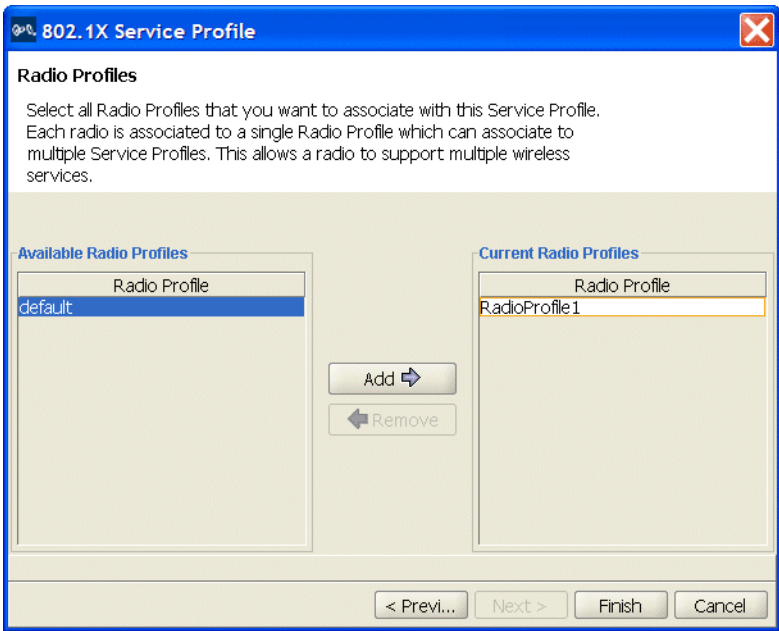 802.1X Service Profile
Radio Profiles
Select all Radio Profiles that you want to associate with this Service Profile.
Each radio is associated to a single Radio Profile which can associate to
multiple Service Profiles. This allows a radio to support multiple wireless
services.
Available Radio Profiles
Radio Profile
default
Add
Remove
Current Radio Profiles
Radio Profile
RadioProfile1
< Previ...
Next >
Finish
Cancel